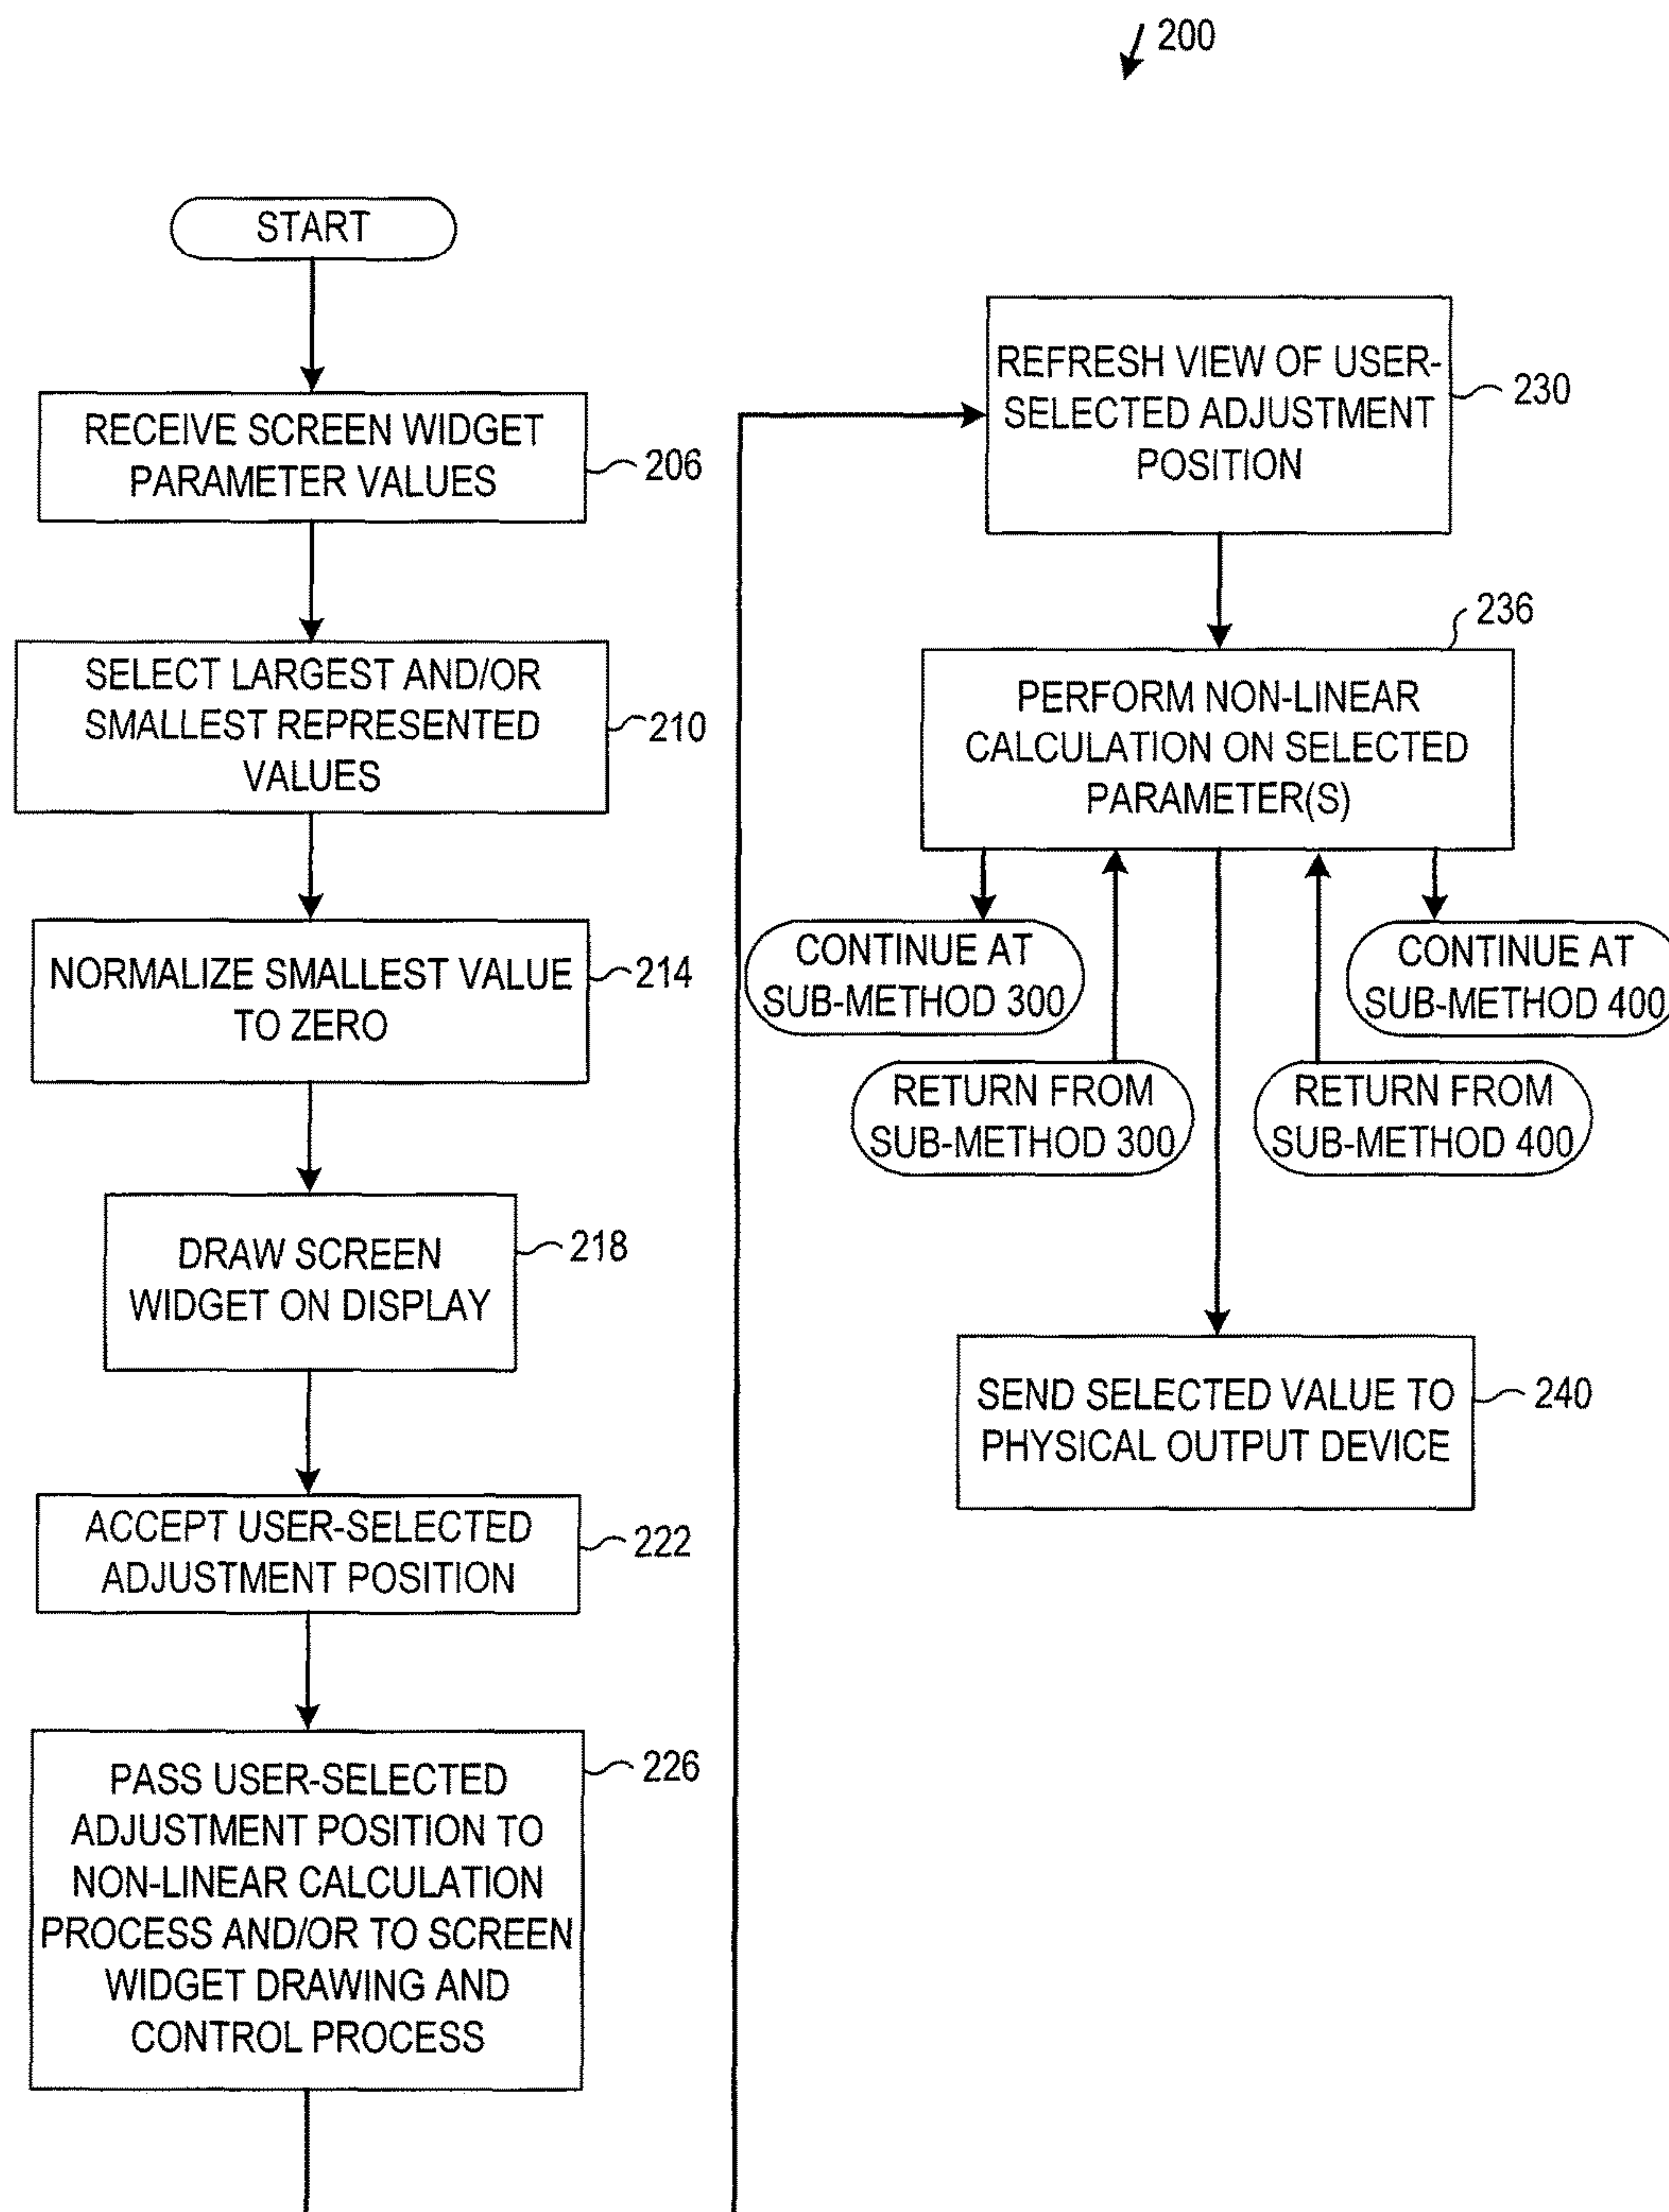 200
START
RECEIVE SCREEN WIDGET
PARAMETER VALUES
206
SELECT LARGEST AND/OR
SMALLEST REPRESENTED
VALUES
210
NORMALIZE SMALLEST VALUE
TO ZERO
214
DRAW SCREEN
WIDGET ON DISPLAY
218
ACCEPT USER-SELECTED
ADJUSTMENT POSITION
222
PASS USER-SELECTED
ADJUSTMENT POSITION TO
NON-LINEAR CALCULATION
PROCESS AND/OR TO SCREEN
WIDGET DRAWING AND
CONTROL PROCESS
226
REFRESH VIEW OF USER-
SELECTED ADJUSTMENT
POSITION
230
PERFORM NON-LINEAR
CALCULATION ON SELECTED
PARAMETER(S)
236
CONTINUE AT
SUB-METHOD 300
RETURN FROM
SUB-METHOD 300
CONTINUE AT
SUB-METHOD 400
RETURN FROM
SUB-METHOD 400
SEND SELECTED VALUE TO
PHYSICAL OUTPUT DEVICE
240